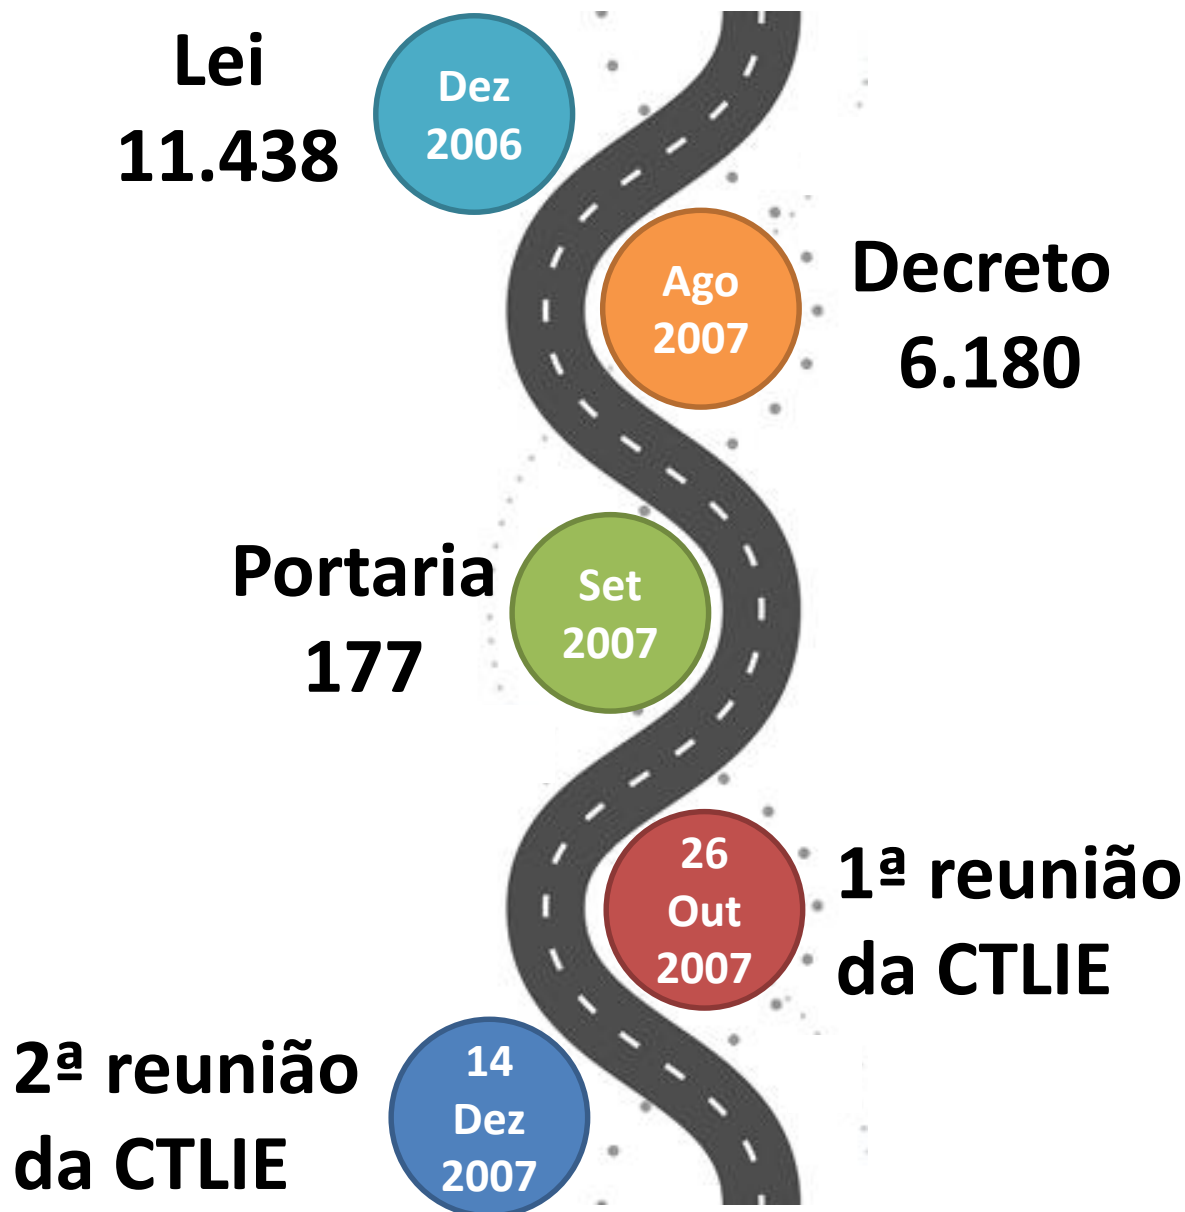 Lei
11.438
Dez
2006
Ago
2007
Decreto
6.180
Portaria
177
Set
2007
26
Out
2007
1ª reunião
da CTLIE
2ª reunião
da CTLIE
14
Dez
2007